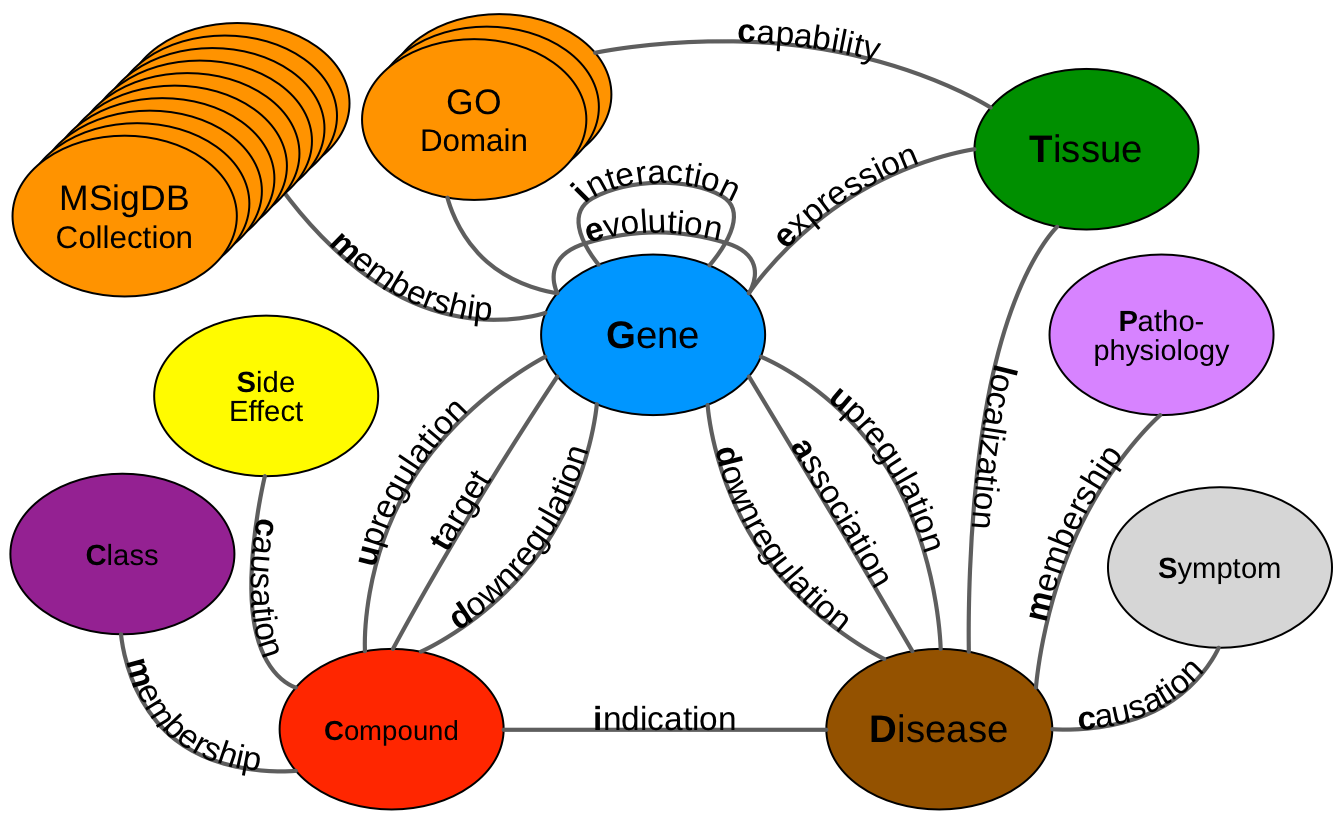 capability
GO
Domain
Tissue
interaction
expression
MSigDB
Collection
evolution
membership
Gene
Patho-
physiology
Side
Effect
upregulation
target
downregulation
downregulation
association
upregulation
localization
membership
Class
causation
Symptom
membership
Compound
indication
Disease
causation